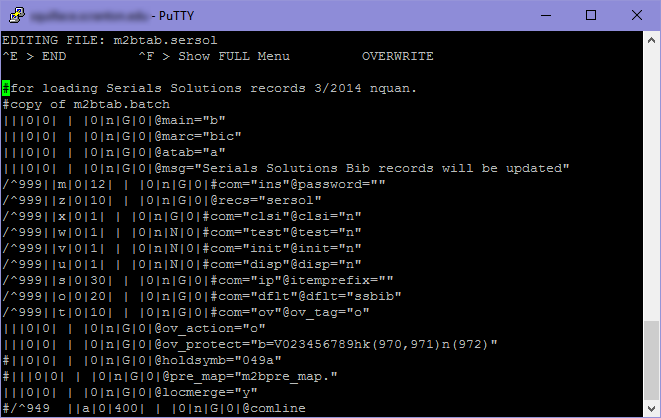 - PuTTY
EDITING FILE: m2btab.sersol
^E > END         ^F > Show FULL Menu         OVERWRITE
#for loading Serials Solutions records 3/2014 nquan.
#copy of m2btab.batch
|||0|0| | |0|n|G|0|@main="b"
|||0|0| | |0|n|G|0|@marc="bic"
|||0|0| | |0|n|G|0|@atab="a"
|||0|0| | |0|n|G|0|@msg="Serials Solutions Bib records will be updated"
/^999||m|0|12| | |0|n|G|0|#com="ins"@password=""
/^999||z|0|10| | |0|n|G|0|@recs="sersol"
/^999||x|0|1| | |0|n|G|0|#com="clsi"@clsi="n"
/^999||w|0|1| | |0|n|N|0|#com="test"@test="n"
/^999||v|0|1| | |0|n|N|0|#com="init"@init="n"
/^999||u|0|1| | |0|n|N|0|#com="disp"@disp="n"
/^999||s|0|30| | |0|n|G|0|#com="ip"@itemprefix=""
/^999||o|0|20| | |0|n|G|0|#com="dflt"@dflt="ssbib"
/^999||t|0|10| | |0|n|G|0|#com="ov"@ov_tag="o"
|||0|0| | |0|n|G|0|@ov_action="o"
|||0|0| | |0|n|G|0|@ov_protect="b=V023456789hk(970,971)n(972)"
#||0|0| | |0|n|G|0|@holdsymb="049a"
#|||0|0| | |0|n|G|0|@pre_map="m2bpre_map."
|||0|0| | |0|n|G|0|@locmerge="y"
#/^949  ||a|0|400| | |0|n|G|0|@comline